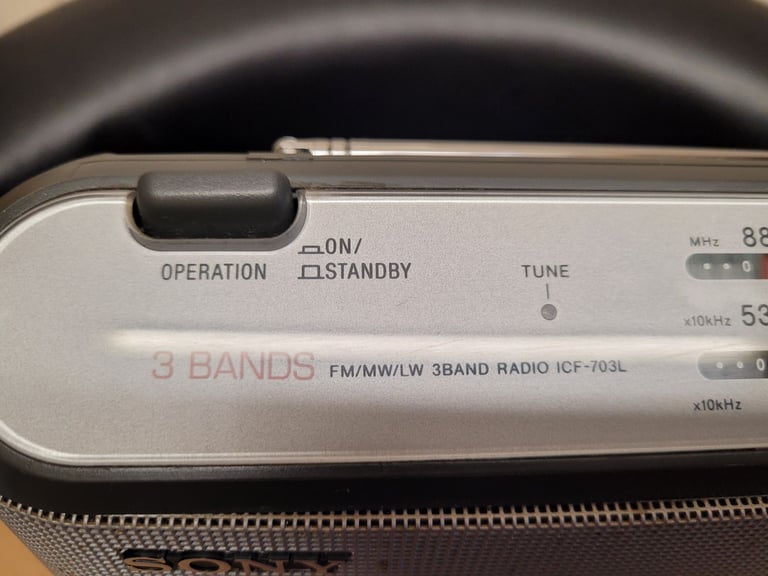 ON/
OPERATION STANDBY
TUNE
MHz 88
x10kHz 53
3 BANDS FM/MW/LW 3BAND RADIO ICF-703L
x10kHz
SONY